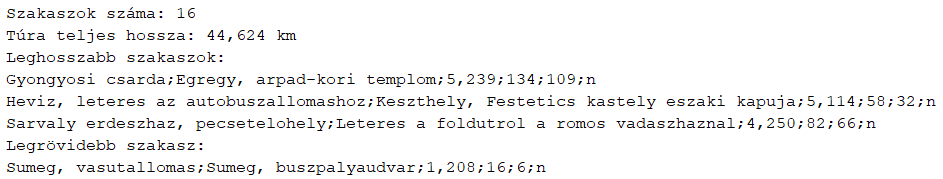 Szakaszok száma: 16
Túra teljes hossza: 44,624 km
Leghosszabb szakaszok:
Gyongyosi csarda;Egregy, arpad-kori templom;5,239;134;109;n
Heviz, leteres az autobuszallomashoz;Keszthely, Festetics kastely eszaki kapuja;5,114;58;32;n
Sarvaly erdeszhaz, pecsetelohely;Leteres a foldutrol a romos vadaszhaznal;4,250;82;66;n
Legrövidebb szakasz:
Sumeg, vasutallomas;Sumeg, buszpalyaudvar;1,208;16;6;n